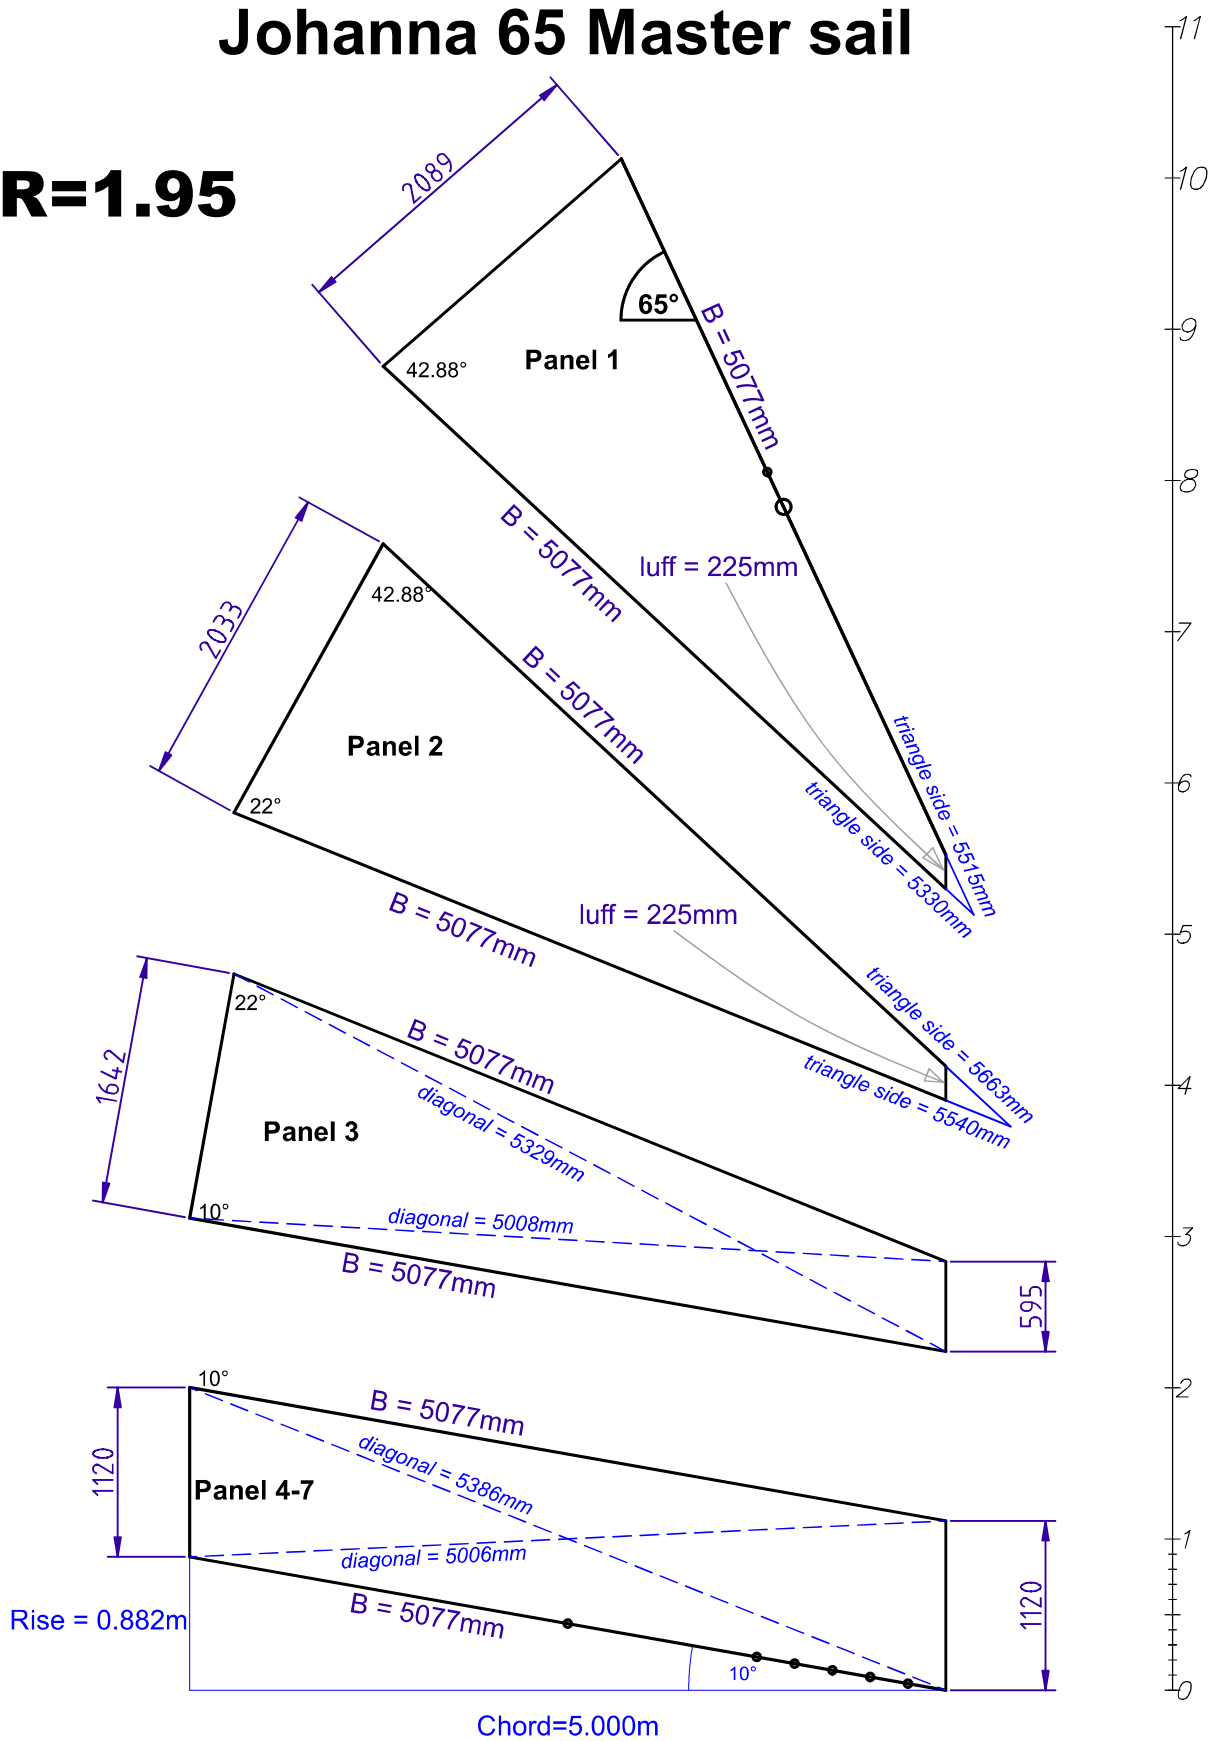 Johanna 65 Master sail
R=1.95
11
10
9
8
7
6
5
4
3
2
1
0
2089
65°
42.88°
Panel 1
B = 5077mm
B = 5077mm
luff = 225mm
triangle side = 5515mm
triangle side = 5330mm
2033
42.88°
B = 5077mm
Panel 2
22°
B = 5077mm
luff = 225mm
triangle side = 5663mm
triangle side = 5540mm
1642
22°
B = 5077mm
diagonal = 5329mm
Panel 3
10°
diagonal = 5008mm
B = 5077mm
595
10°
B = 5077mm
1120
diagonal = 5386mm
Panel 4-7
diagonal = 5006mm
B = 5077mm
1120
Rise = 0.882m
10°
Chord=5.000m